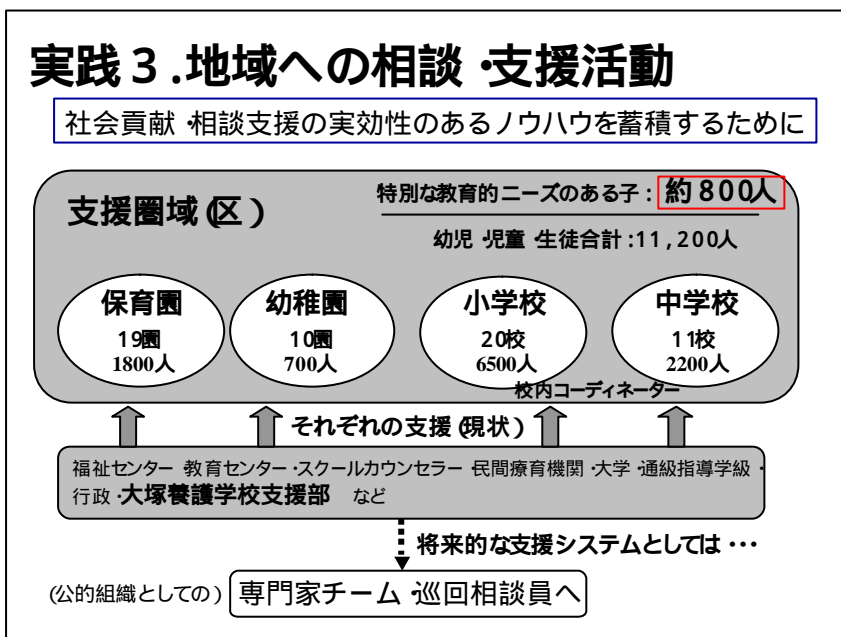 実践３.地域への相談・支援活動
社会貢献・相談支援の実効性のあるノウハウを蓄積するために
支援圏域(区)
特別な教育的ニーズのある子：約800人
幼児・児童・生徒合計：11,200人
保育園
19園
1800人
幼稚園
10園
700人
小学校
20校
6500人
中学校
11校
2200人
校内コーディネーター
それぞれの支援(現状)
福祉センター・教育センター・スクールカウンセラー・民間療育機関・大学・通級指導学級・
行政・大塚養護学校支援部　など
将来的な支援システムとしては・・・
(公的組織としての) 専門家チーム・巡回相談員へ